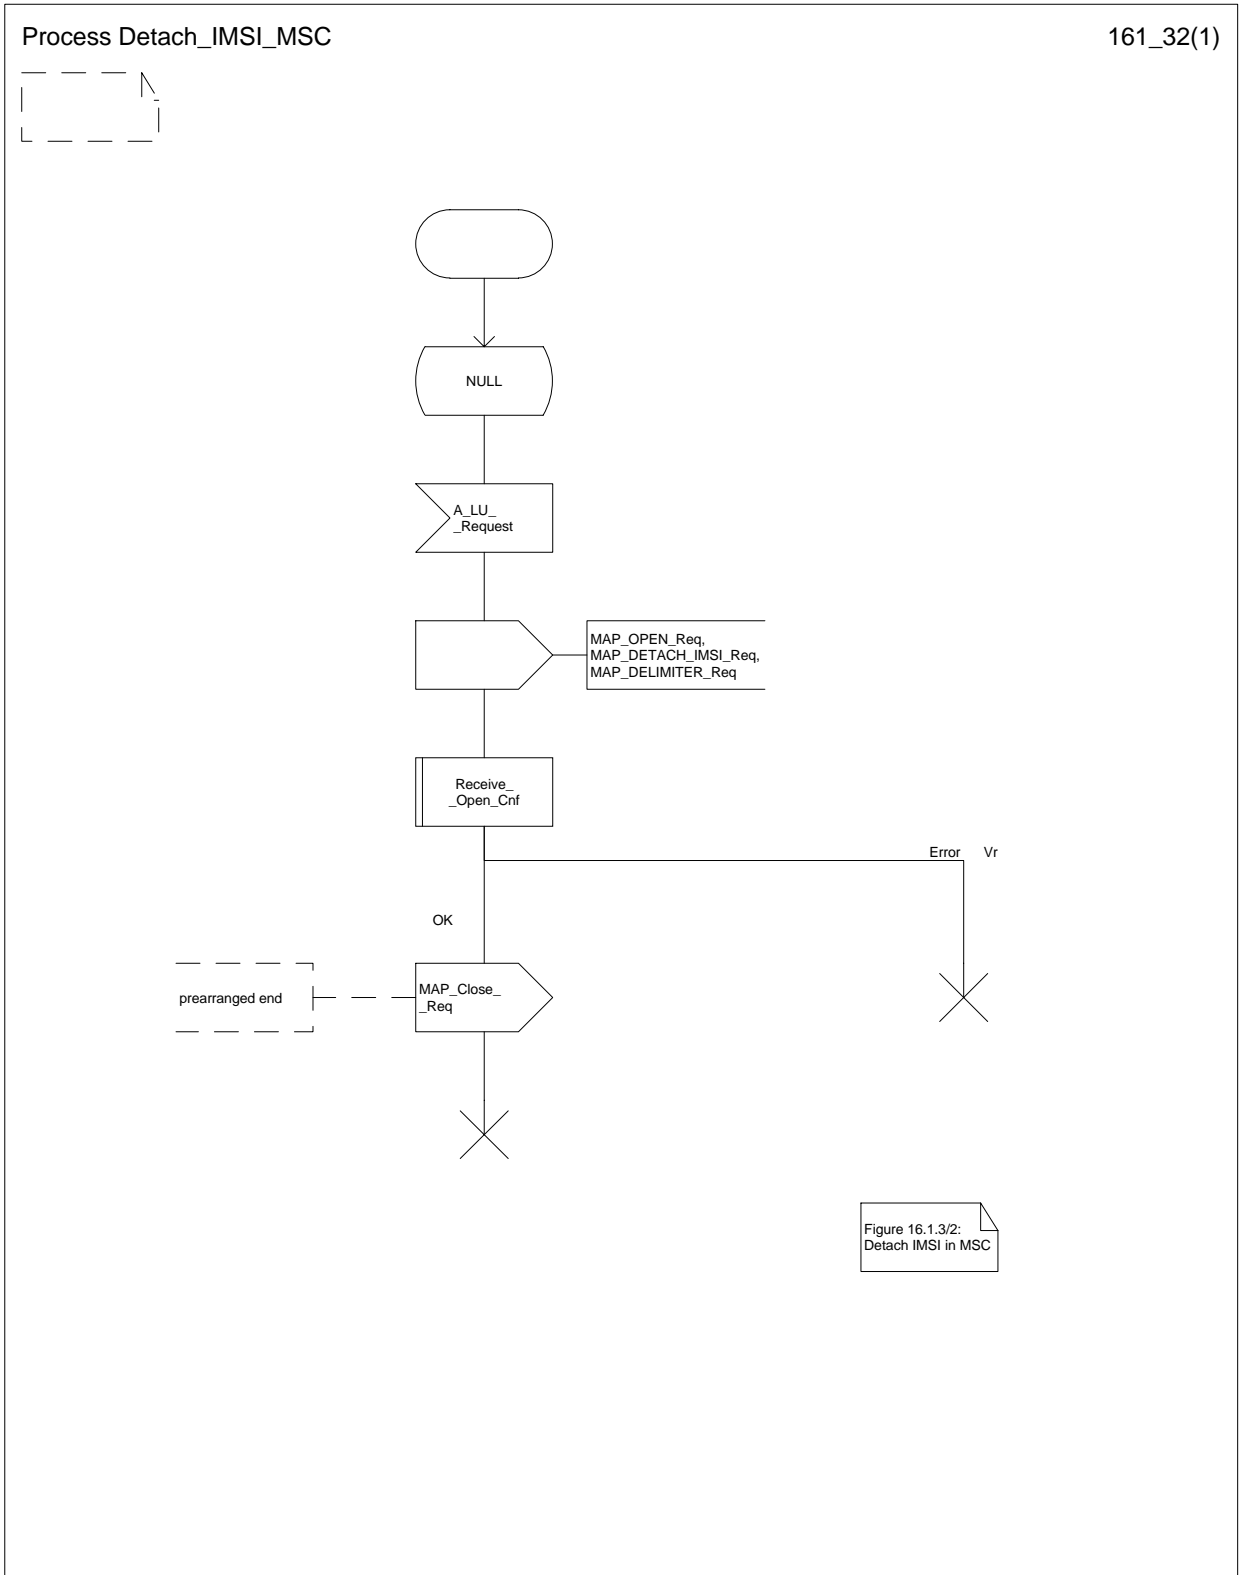 Process Detach_IMSI_MSC
161_32(1)
NULL
A_LU_
_Request
MAP_OPEN_Req,
MAP_DETACH_IMSI_Req,
MAP_DELIMITER_Req
Receive_
_Open_Cnf
Error
Vr
OK
prearranged end
MAP_Close_
_Req
Figure 16.1.3/2:
Detach IMSI in MSC